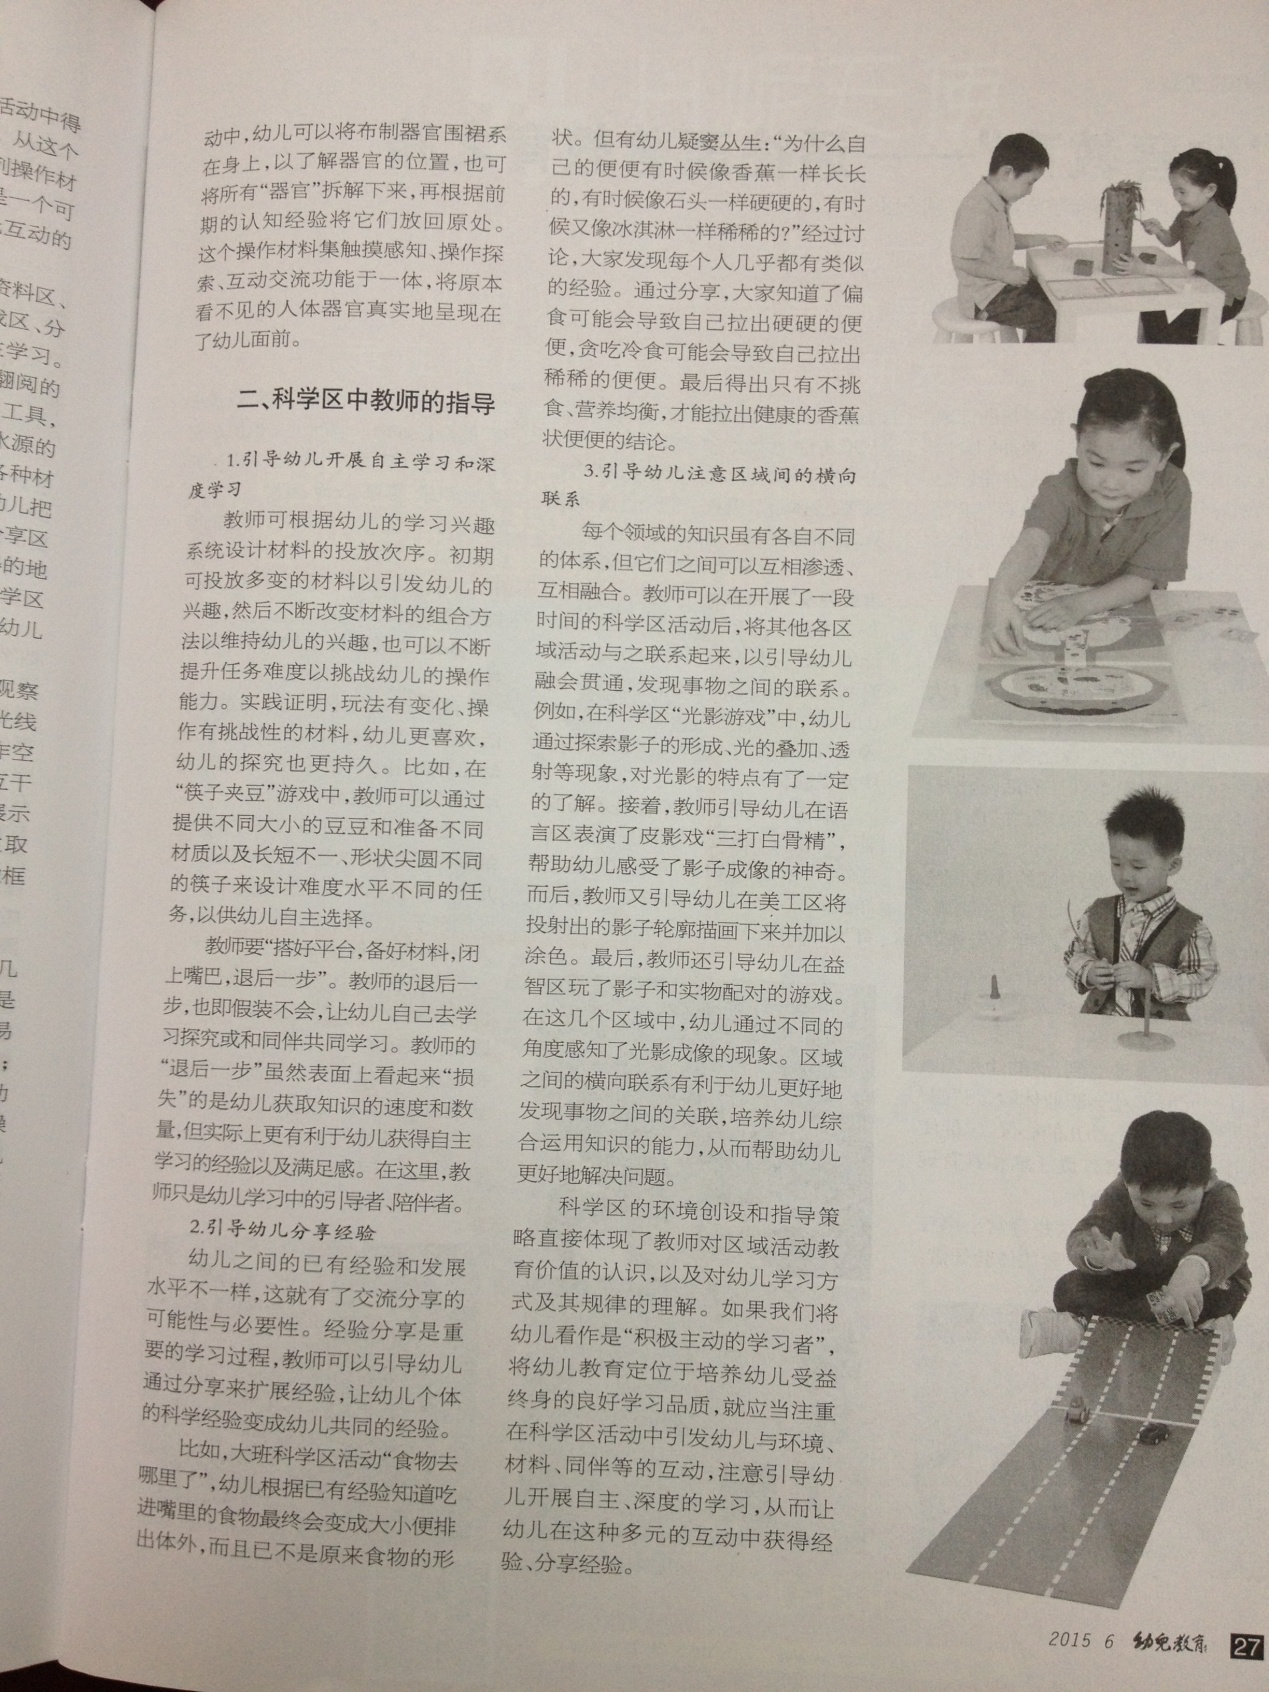 活动中得
从这个
列操作材
是一个可
互动的
资料区、
区、分
学习。
翻阅的
工具，
水源的
各种材
幼儿把
享区
的地
学区
幼儿
观察
光线
空
干
展示
取
框
几
是
易
；
动中，幼儿可以将布制器官围裙系
在身上，以了解器官的位置，也可
将所有“器官”拆解下来，再根据前
期的认知经验将它们放回原处。
这个操作材料集触摸感知、操作探
索、互动交流功能于一体，将原本
看不见的人体器官真实地呈现在
了幼儿面前。
二、科学区中教师的指导
1.引导幼儿开展自主学习和深
度学习
教师可根据幼儿的学习兴趣
系统设计材料的投放次序。初期
可投放多变的材料以引发幼儿的
兴趣，然后不断改变材料的组合方
法以维持幼儿的兴趣，也可以不断
提升任务难度以挑战幼儿的操作
能力。实践证明，玩法有变化、操
作有挑战性的材料，幼儿更喜欢，
幼儿的探究也更持久。比如，在
“筷子夹豆”游戏中，教师可以通过
提供不同大小的豆豆和准备不同
材质以及长短不一、形状尖圆不同
的筷子来设计难度水平不同的任
务，以供幼儿自主选择。
教师要“搭好平台，备好材料，闭
上嘴巴，退后一步”。教师的退后一
步，也即假装不会，让幼儿自己去学
习探究或和同伴共同学习。教师的
“退后一步”虽然表面上看起来“损
失”的是幼儿获取知识的速度和数
量，但实际上更有利于幼儿获得自主
学习的经验以及满足感。在这里，教
师只是幼儿学习中的引导者、陪伴者。
2.引导幼儿分享经验
幼儿之间的已有经验和发展
水平不一样，这就有了交流分享的
可能性与必要性。经验分享是重
要的学习过程，教师可以引导幼儿
通过分享来扩展经验，让幼儿个体
的科学经验变成幼儿共同的经验。
比如，大班科学区活动“食物去
哪里了”，幼儿根据已有经验知道吃
进嘴里的食物最终会变成大小便排
出体外，而且已不是原来食物的形
状。但有幼儿疑窦丛生：“为什么自
己的便便有时候像香蕉一样长长
的，有时候像石头一样硬硬的，有时
候又像冰淇淋一样稀稀的？”经过讨
论，大家发现每个人几乎都有类似
的经验。通过分享，大家知道了偏
食可能会导致自己拉出硬硬的便
便，贪吃冷食可能会导致自己拉出
稀稀的便便。最后得出只有不挑
食、营养均衡，才能拉出健康的香蕉
状便便的结论。
3.引导幼儿注意区域间的横向
联系
每个领域的知识虽有各自不同
的体系，但它们之间可以互相渗透、
互相融合。教师可以在开展了一段
时间的科学区活动后，将其他各区
域活动与之联系起来，以引导幼儿
融会贯通，发现事物之间的联系。
例如，在科学区“光影游戏”中，幼儿
通过探索影子的形成、光的叠加、透
射等现象，对光影的特点有了一定
的了解。接着，教师引导幼儿在语
言区表演了皮影戏“三打白骨精”，
帮助幼儿感受了影子成像的神奇。
而后，教师又引导幼儿在美工区将
投射出的影子轮廓描画下来并加以
涂色。最后，教师还引导幼儿在益
智区玩了影子和实物配对的游戏。
在这几个区域中，幼儿通过不同的
角度感知了光影成像的现象。区域
之间的横向联系有利于幼儿更好地
发现事物之间的关联，培养幼儿综
合运用知识的能力，从而帮助幼儿
更好地解决问题。
科学区的环境创设和指导策
略直接体现了教师对区域活动教
育价值的认识，以及对幼儿学习方
式及其规律的理解。如果我们将
幼儿看作是“积极主动的学习者”，
将幼儿教育定位于培养幼儿受益
终身的良好学习品质，就应当注重
在科学区活动中引发幼儿与环境、
材料、同伴等的互动，注意引导幼
儿开展自主、深度的学习，从而让
幼儿在这种多元的互动中获得经
验、分享经验。
2015 6 幼儿教育 27